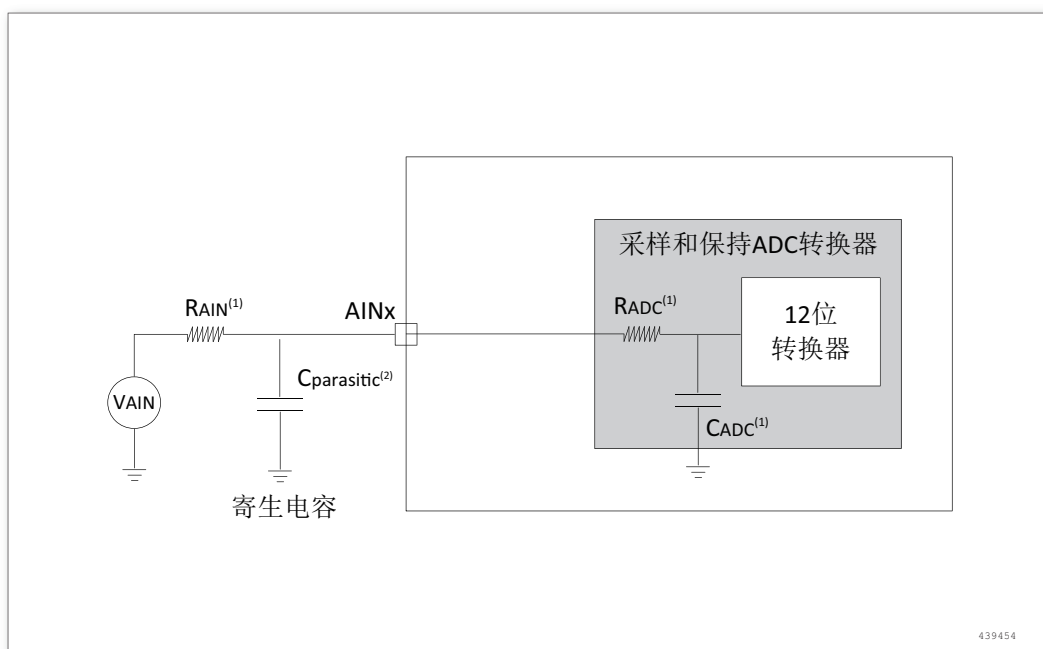 采样和保持ADC转换器
RAIN(1)
AINx
RADC(1)
12位
转换器
Cparasitic(2)
VAIN
CADC(1)
寄生电容
439454